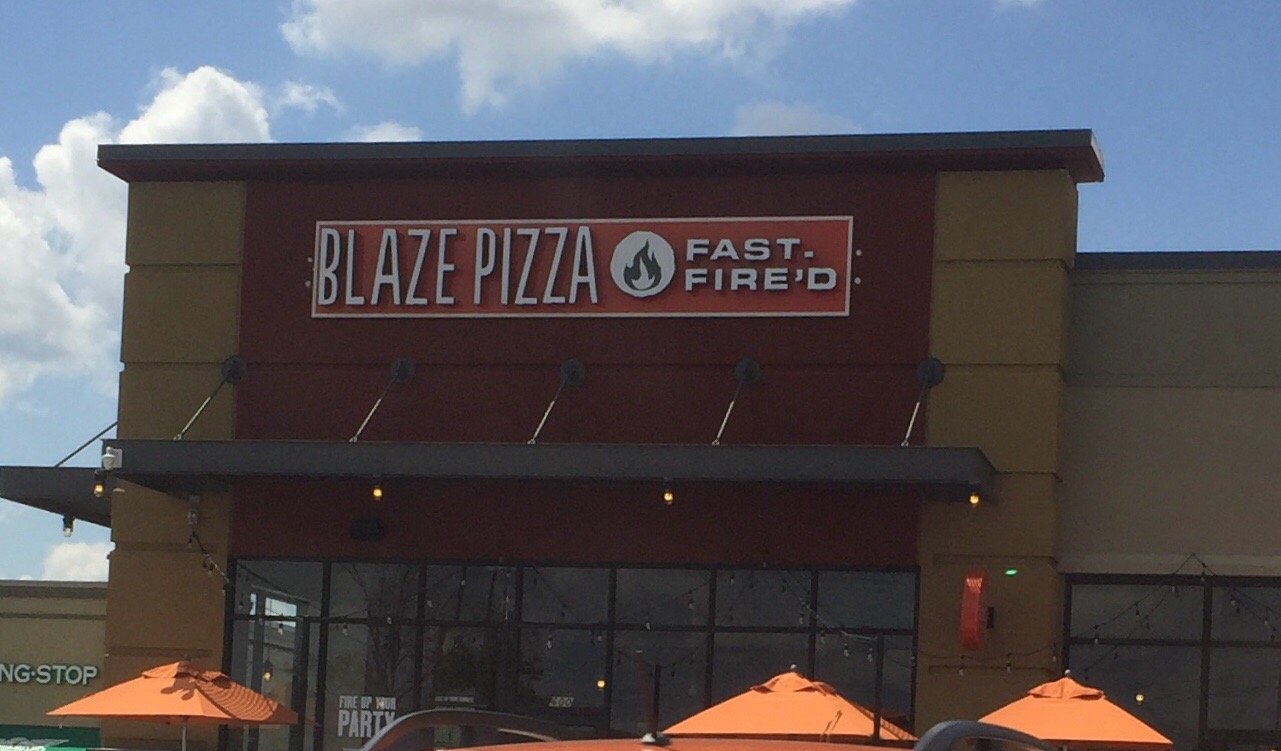 BLAZE PIZZA
FAST-
FIRE'D
NG·STOP
FIRE UP YOUR
PARTY